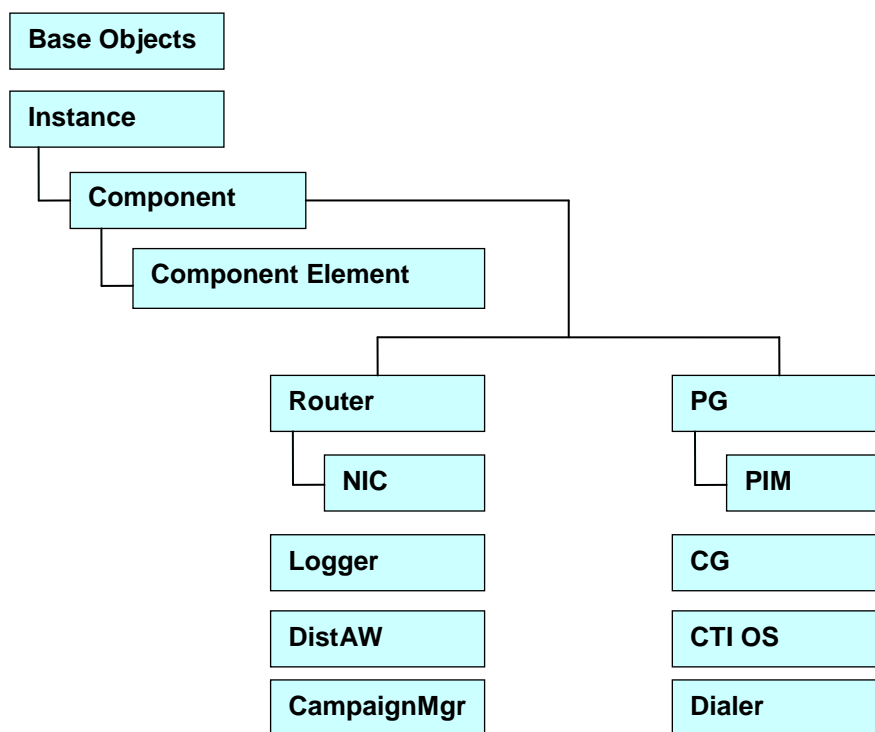 Base Objects
Instance
Component
Component Element
Router
PG
NIC
PIM
Logger
CG
DistAW
CTI OS
CampaignMgr
Dialer